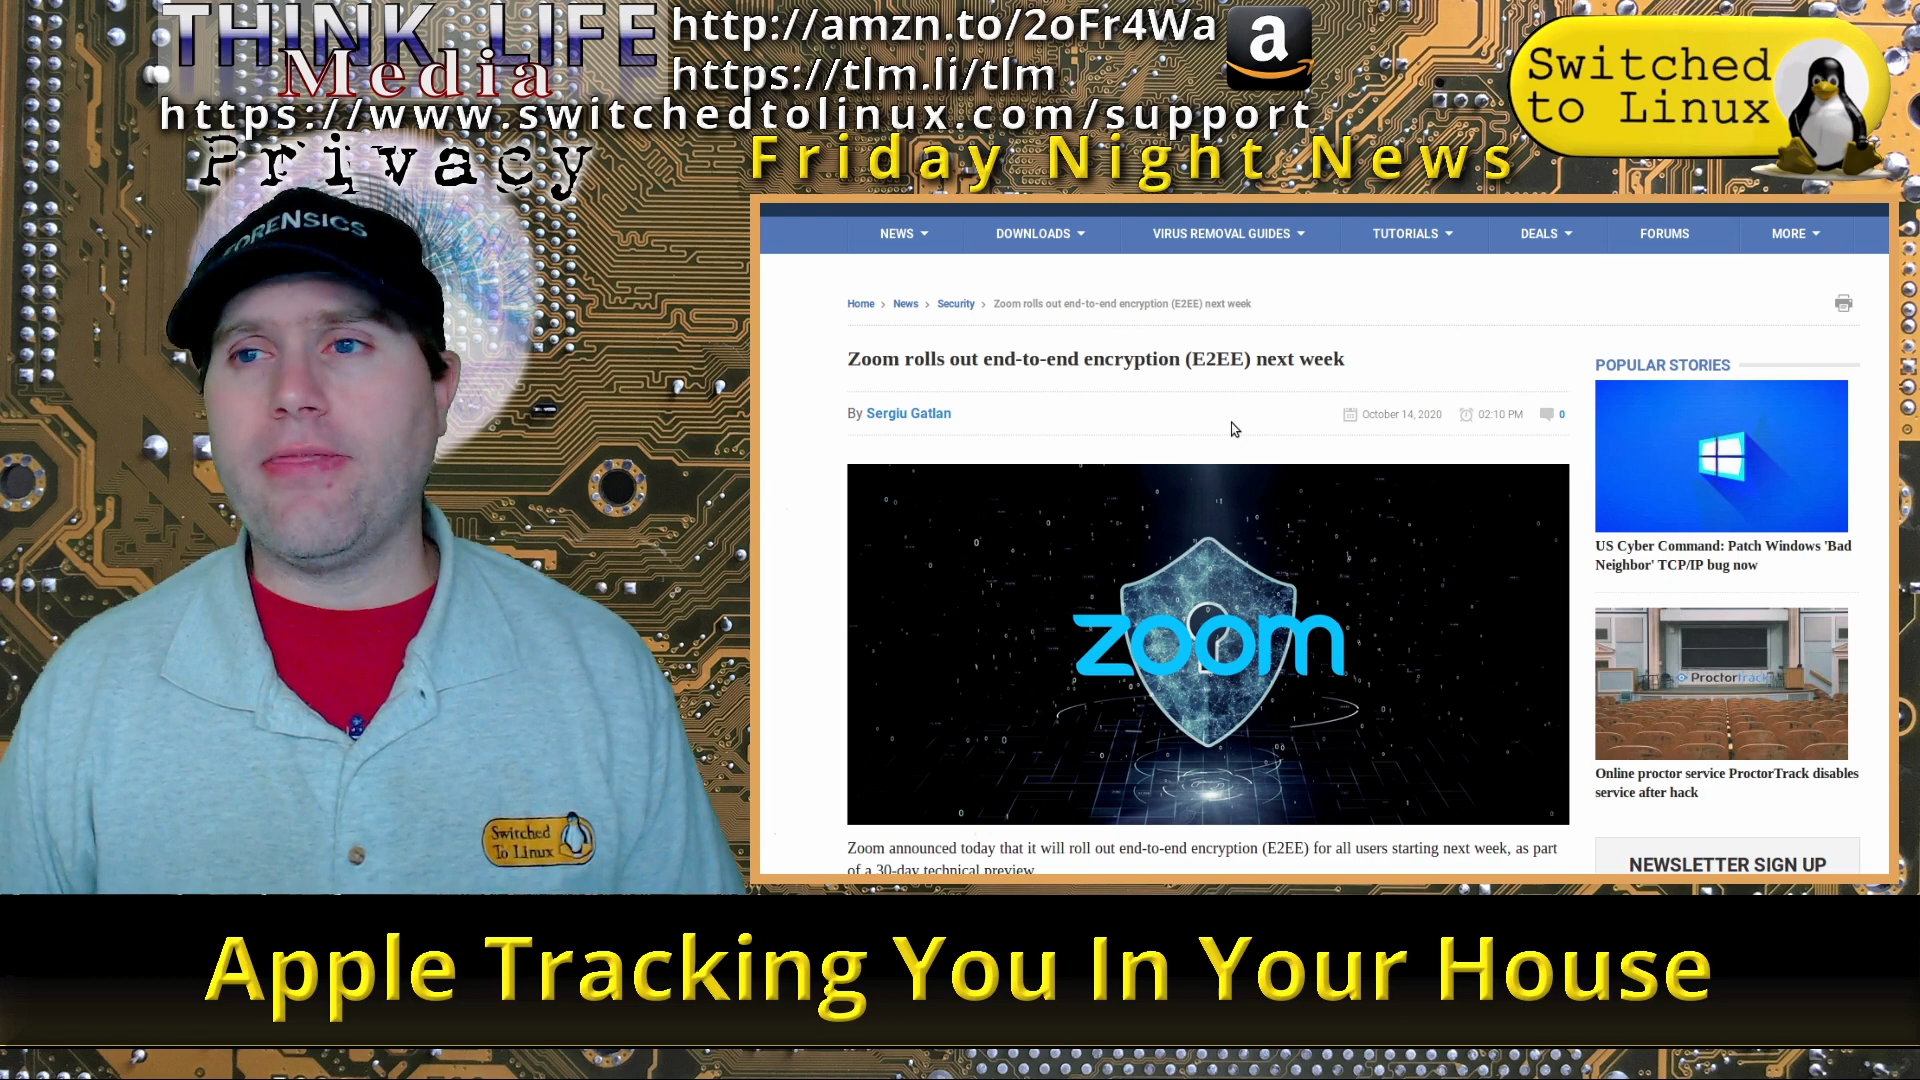 THINK LIFE
Media
http://amzn.to/2oFr4Wa
a
https://tlm.li/tlm
https://www.switchedtolinux.com/support
Switched
to Linux
Privacy
Friday Night News
FORENSICS
NEWS
DOWNLOADS
VIRUS REMOVAL GUIDES
TUTORIALS
DEALS
FORUMS
MORE
Home > News > Security > Zoom rolls out end-to-end encryption (E2EE) next week
Zoom rolls out end-to-end encryption (E2EE) next week
By Sergiu Gatlan
October 14, 2020
02:10 PM
0
zoom
Zoom announced today that it will roll out end-to-end encryption (E2EE) for all users starting next week, as part
of a 30-day technical preview
POPULAR STORIES
US Cyber Command: Patch Windows 'Bad
Neighbor' TCP/IP bug now
Proctortrack
Online proctor service ProctorTrack disables
service after hack
NEWSLETTER SIGN UP
Switched
To Linux
Apple Tracking You In Your House